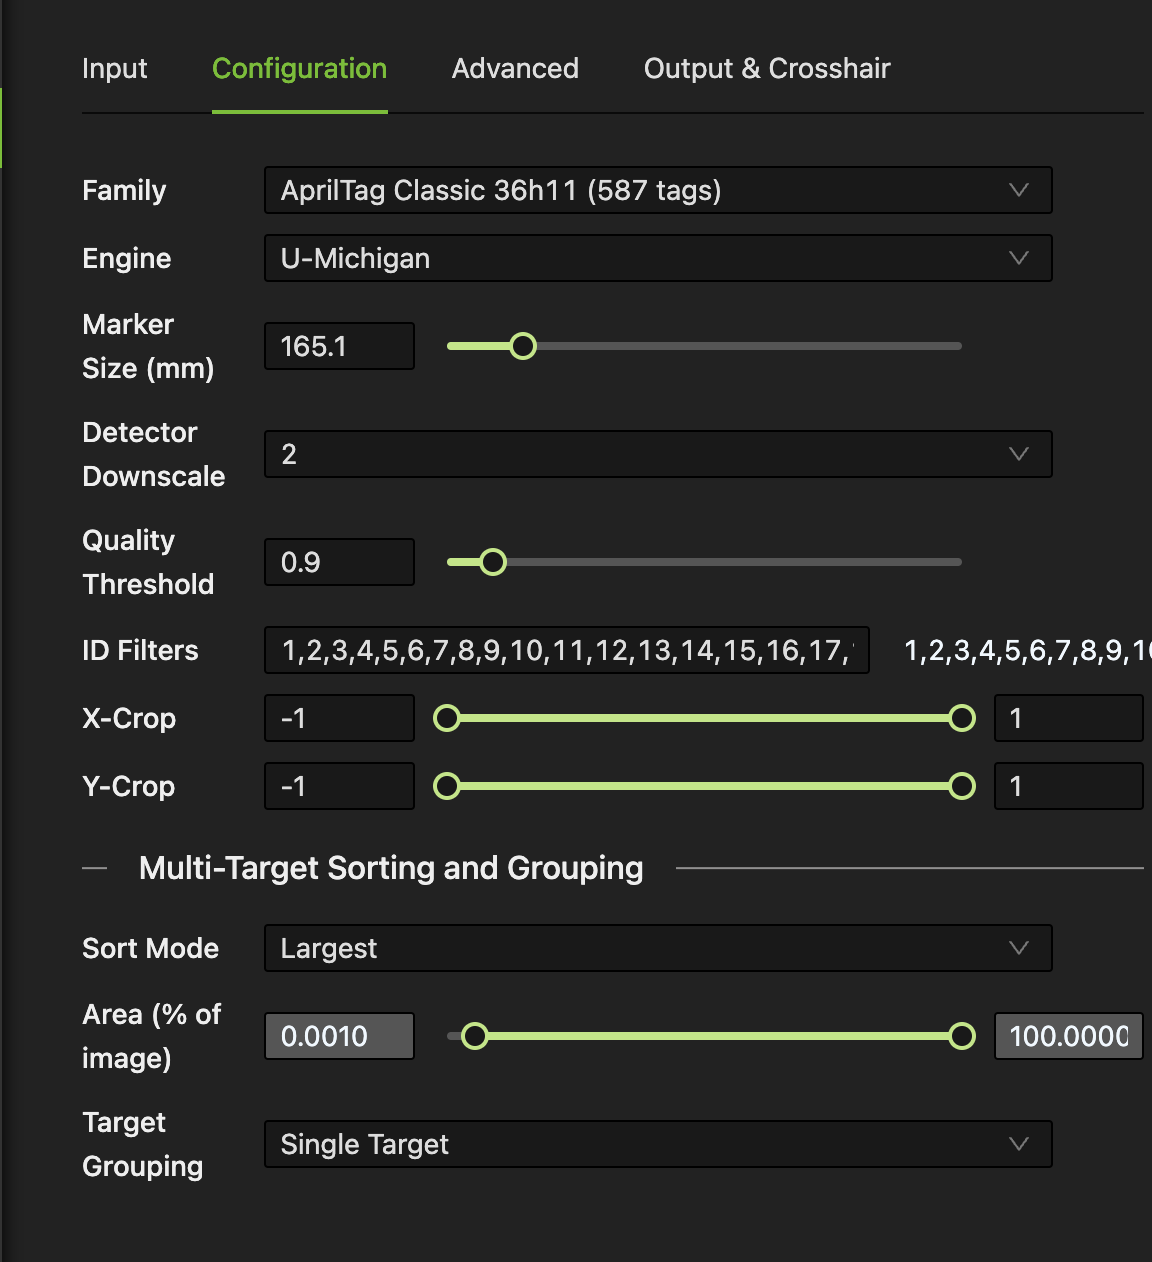 Input Configuration Advanced Output & Crosshair
Family AprilTag Classic 36h11 (587 tags)
Engine U-Michigan
Marker
Size (mm) 165.1
Detector
Downscale 2
Quality
Threshold 0.9
ID Filters 1,2,3,4,5,6,7,8,9,10,11,12,13,14,15,16,17, 1,2,3,4,5,6,7,8,9,10
X-Crop -1 1
Y-Crop -1 1
Multi-Target Sorting and Grouping
Sort Mode Largest
Area (% of
image) 0.0010 100.0000
Target
Grouping Single Target